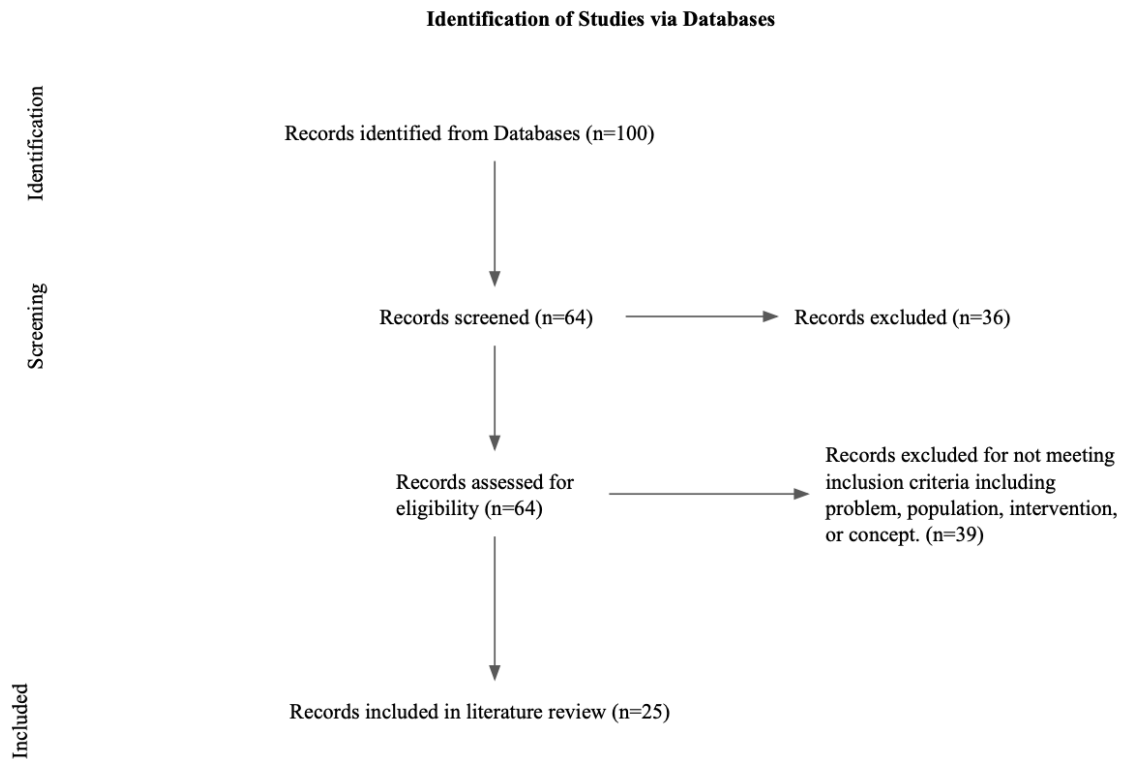 Identification of Studies via Databases
Identification
Records identified from Databases (n=100)
Screening
Records screened (n=64)
Records excluded (n=36)
Records assessed for
eligibility (n=64)
Records excluded for not meeting
inclusion criteria including
problem, population, intervention,
or concept. (n=39)
Included
Records included in literature review (n=25)